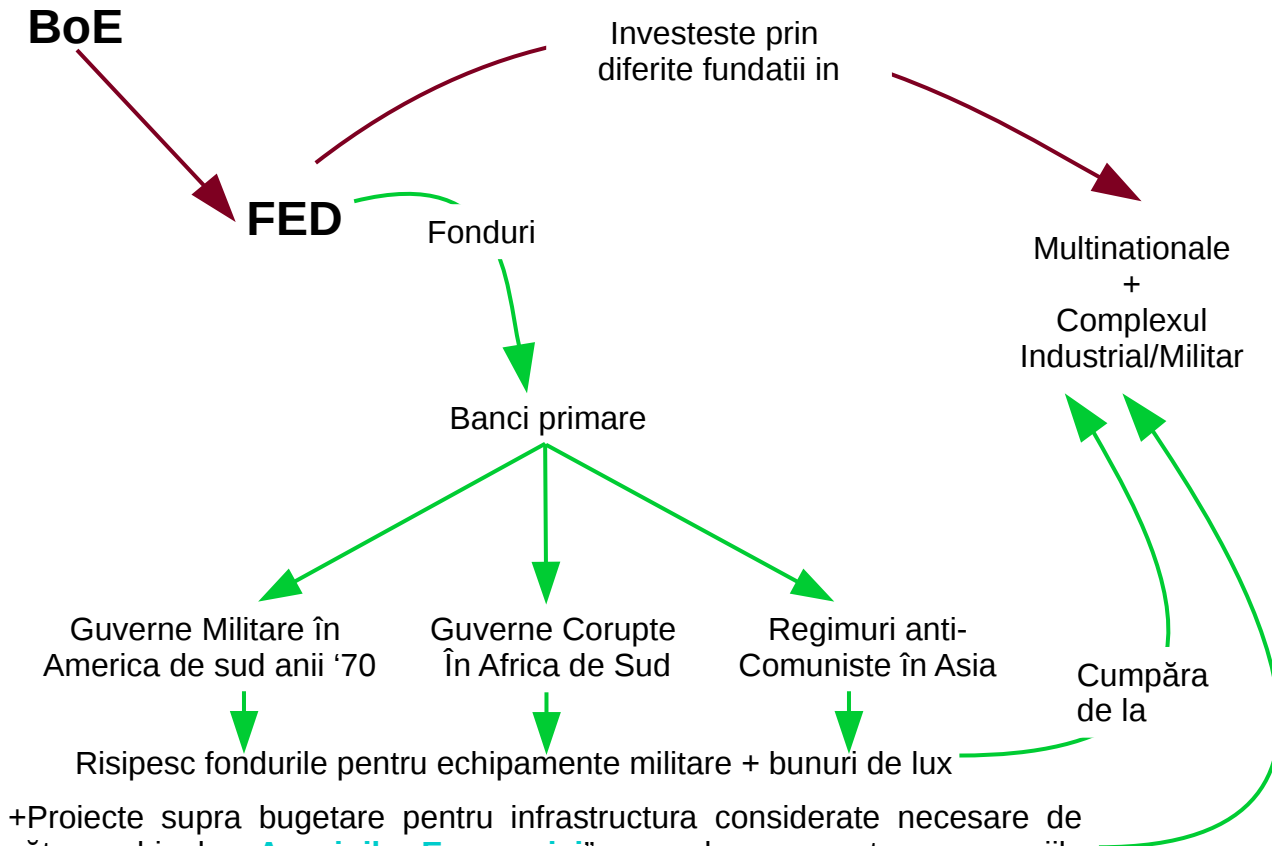 BoE
Investeste prin
diferite fundatii in
FED
Fonduri
Multinationale
+
Complexul
Industrial/Militar
Banci primare
Guverne Militare în
America de sud anii ‘70
Guverne Corupte
În Africa de Sud
Regimuri anti-
Comuniste în Asia
Cumpăra
de la
Risipesc fondurile pentru echipamente militare + bunuri de lux
+Proiecte supra bugetare pentru infrastructura considerate necesare de